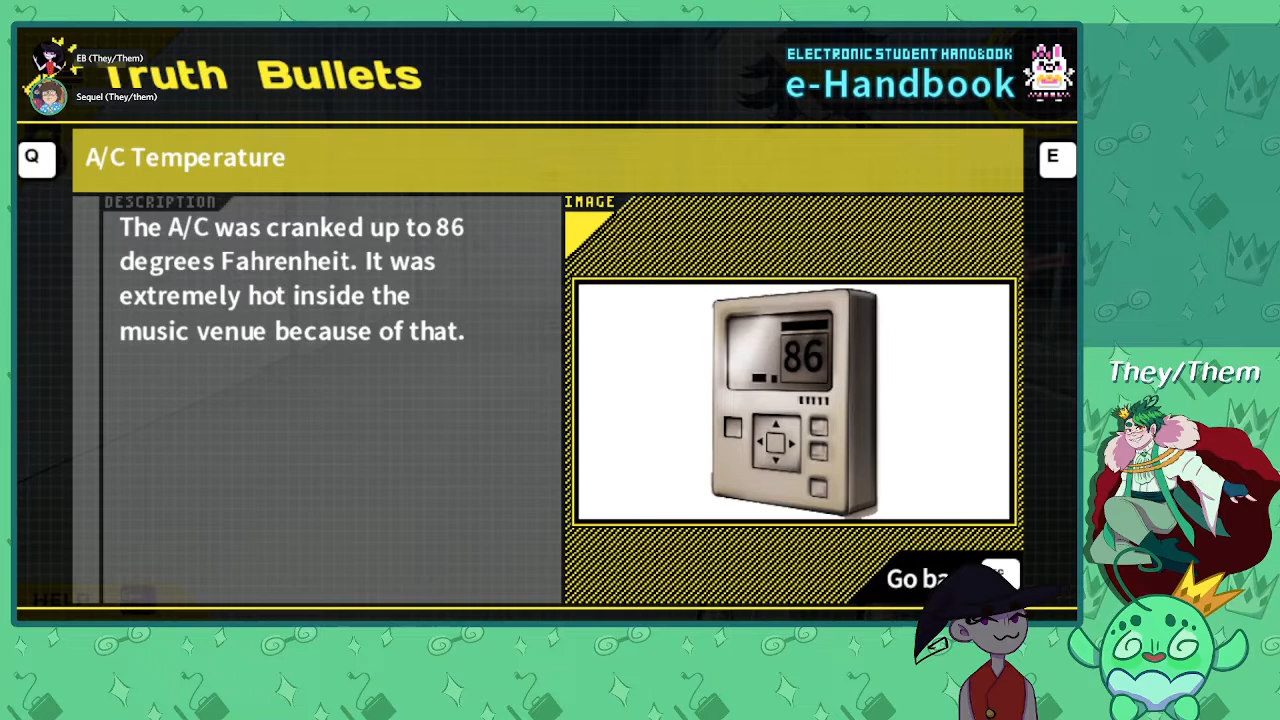 EB (They/Them)
Truth Bullets
Sequel (They/them)
ELECTRONIC STUDENT HANDBOOK
e-Handbook
Q
A/C Temperature
E
DESCRIPTION
The A/C was cranked up to 86
degrees Fahrenheit. It was
extremely hot inside the
music venue because of that.
IMAGE
86
They/Them
Go
HELP